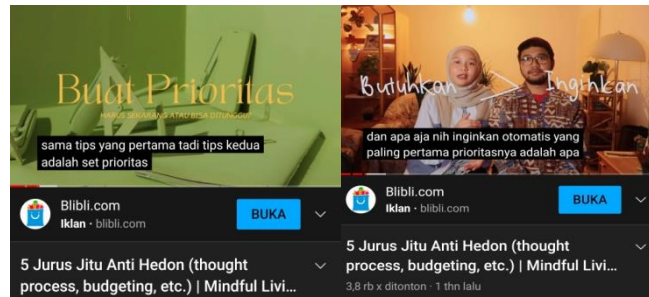 Buat Prioritas
HARUS SEKARANG ATAU BISA DITUNGGU?
sama tips yang pertama tadi tips kedua
adalah set prioritas
Blibli.com
Iklan · blibli.com
BUKA
5 Jurus Jitu Anti Hedon (thought
process, budgeting, etc.) | Mindful Livi...
Butuhkan > Inginkan
dan apa aja nih inginkan otomatis yang
paling pertama prioritasnya adalah apa
Blibli.com
Iklan · blibli.com
BUKA
5 Jurus Jitu Anti Hedon (thought
process, budgeting, etc.) | Mindful Livi...
3,8 rb x ditonton · 1 thn lalu